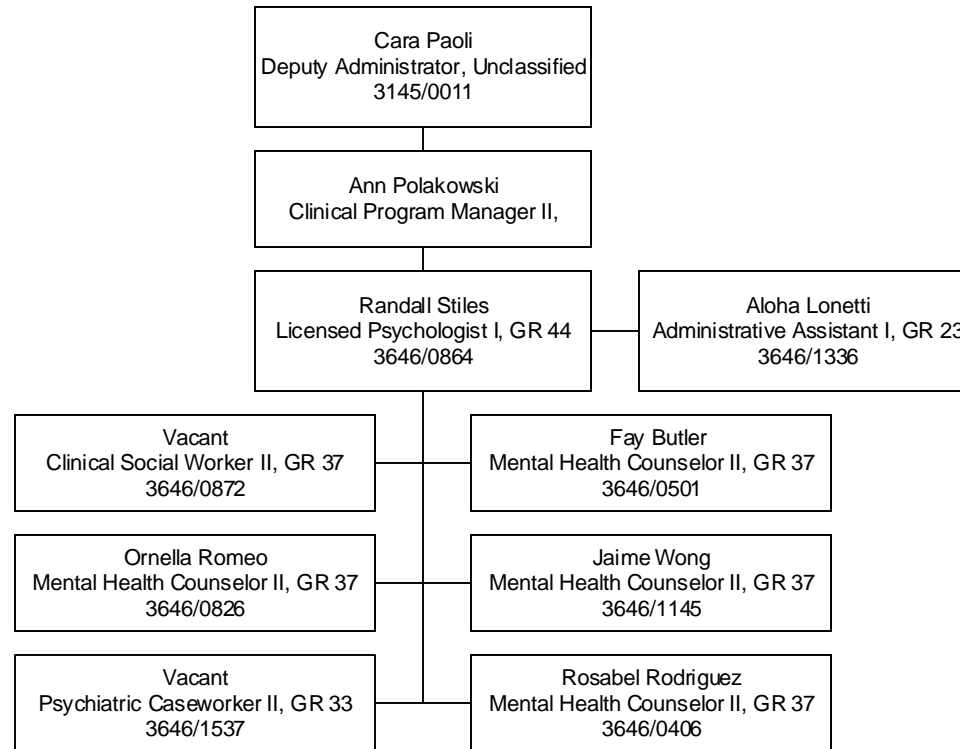 Cara Paoli
Deputy Administrator, Unclassified
3145/0011
Ann Polakowski
Clinical Program Manager II,
Randall Stiles
Licensed Psychologist I, GR 44
3646/0864
Aloha Lonetti
Administrative Assistant I, GR 23
3646/1336
Vacant
Clinical Social Worker II, GR 37
3646/0872
Fay Butler
Mental Health Counselor II, GR 37
3646/0501
Ornella Romeo
Mental Health Counselor II, GR 37
3646/0826
Jaime Wong
Mental Health Counselor II, GR 37
3646/1145
Vacant
Psychiatric Caseworker II, GR 33
3646/1537
Rosabel Rodriguez
Mental Health Counselor II, GR 37
3646/0406